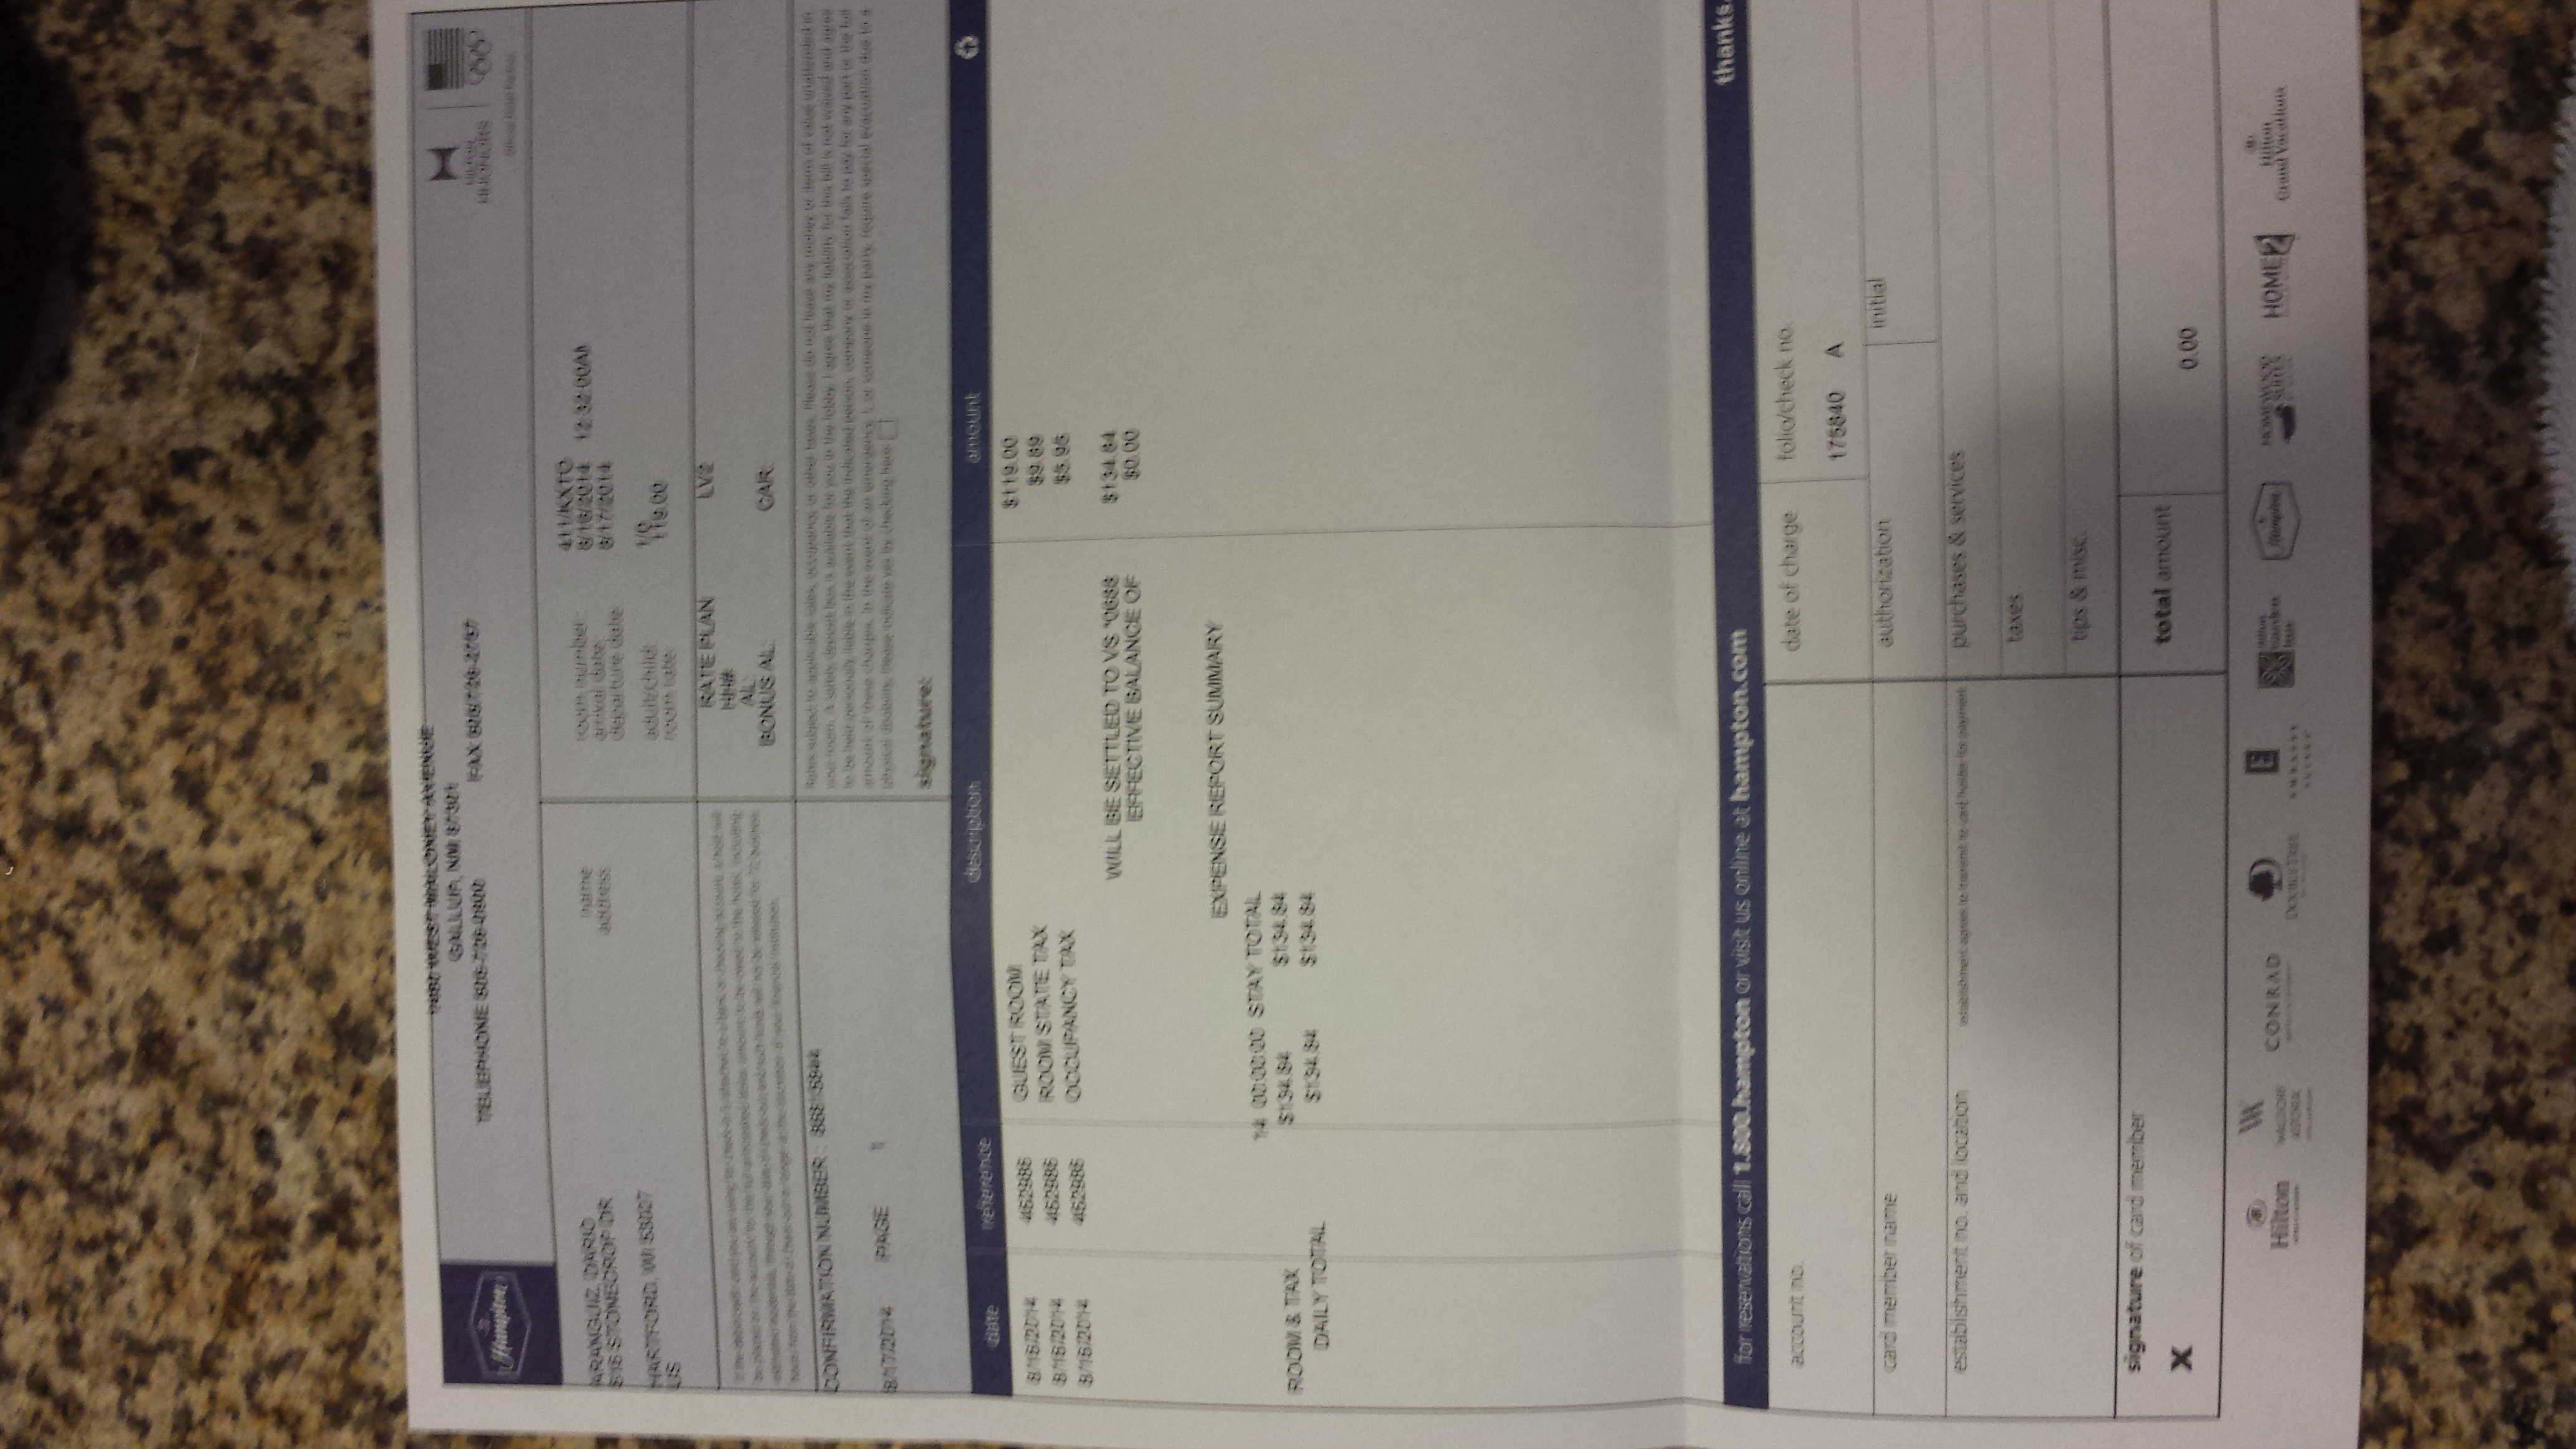 1480 WEST MALONEY AVENUE
GALLUP, NM 87301
TELEPHONE 505-726-0900 FAX 505/726-2757
Hampton
HILTON
HHONORS
ARANGUIZ, DARIO
name
address
STONECROP DR
HARTFORD, WI 53027
US
room number: 411/KXTO
arrival date: 8/16/2014 12:32:00AM
departure date: 8/17/2014
adult/child: 1/0
room rate: 119.00
If the debit/credit card you are using for check-in is attached to a bank or checking account, a hold will
be placed on the account for the full anticipated dollar amount to be owed to the hotel, including
estimated incidentals, through your date of check-out and such funds will not be released for 72 business
hours from the date of check-out or longer at the discretion of your financial institution.
RATE PLAN LV2
HH#
AL:
BONUS AL: CAR:
CONFIRMATION NUMBER :
8/17/2014 PAGE 1
Rates subject to applicable sales, occupancy, or other taxes. Please do not leave any money or items of value unattended in
your room. A safety deposit box is available for you in the lobby. I agree that my liability for this bill is not waived and agree
to be held personally liable in the event that the indicated person, company or association fails to pay for any part or the full
amount of these charges. In the event of an emergency, I, or someone in my party, require special evacuation due to a
physical disability. Please indicate yes by checking here:
signature:
date reference description amount
8/16/2014 462985 GUEST ROOM $119.00
8/16/2014 462985 ROOM STATE TAX $9.89
8/16/2014 462985 OCCUPANCY TAX $5.95
WILL BE SETTLED TO VS *0688 $134.84
EFFECTIVE BALANCE OF $0.00
EXPENSE REPORT SUMMARY
14 00:00:00 STAY TOTAL
ROOM & TAX $134.84 $134.84
DAILY TOTAL $134.84 $134.84
for reservations call 1.800.hampton or visit us online at hampton.com thanks.
account no.
date of charge
folio/check no.
175840 A
card member name
authorization
initial
establishment no. and location
establishment agrees to transmit to card holder for payment
purchases & services
taxes
tips & misc.
signature of card member
X
total amount
0.00
Hilton
WALDORF
ASTORIA
CONRAD
DOUBLETREE
EMBASSY
SUITES
Hilton
Garden
Inn
Hampton
HOMEWOOD
SUITES
HOME2
Hilton
Grand Vacations